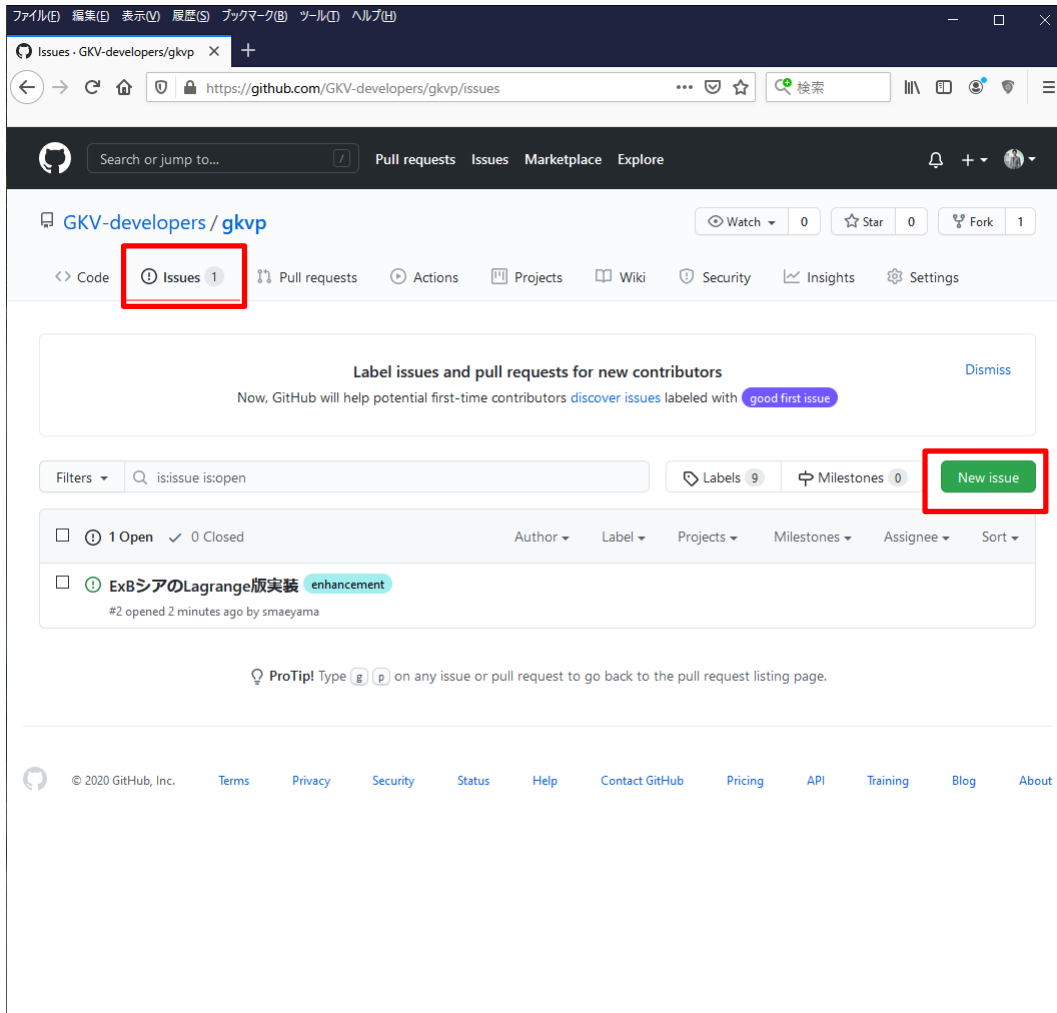 ファイル(F) 編集(E) 表示(V) 履歴(S) ブックマーク(B) ツール(T) ヘルプ(H)
Issues · GKV-developers/gkvp
https://github.com/GKV-developers/gkvp/issues 検索
Search or jump to... / Pull requests Issues Marketplace Explore
GKV-developers / gkvp Watch 0 Star 0 Fork 1
Code Issues 1 Pull requests Actions Projects Wiki Security Insights Settings
Label issues and pull requests for new contributors Dismiss
Now, GitHub will help potential first-time contributors discover issues labeled with good first issue
Filters is:issue is:open Labels 9 Milestones 0 New issue
1 Open 0 Closed Author Label Projects Milestones Assignee Sort
ExBシアのLagrange版実装 enhancement
#2 opened 2 minutes ago by smaeyama
ProTip! Type g p on any issue or pull request to go back to the pull request listing page.
© 2020 GitHub, Inc. Terms Privacy Security Status Help Contact GitHub Pricing API Training Blog About